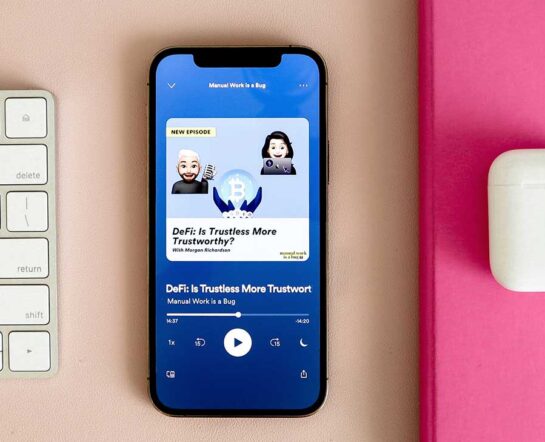 Manual Work is a Bug
NEW EPISODE
DeFi: Is Trustless More
Trustworthy?
With Morgan Richardson
manual work
is a bug
DeFi: Is Trustless More Trustwort
Manual Work is a Bug
14:37
-14:20
1x
15
15
delete
return
shift